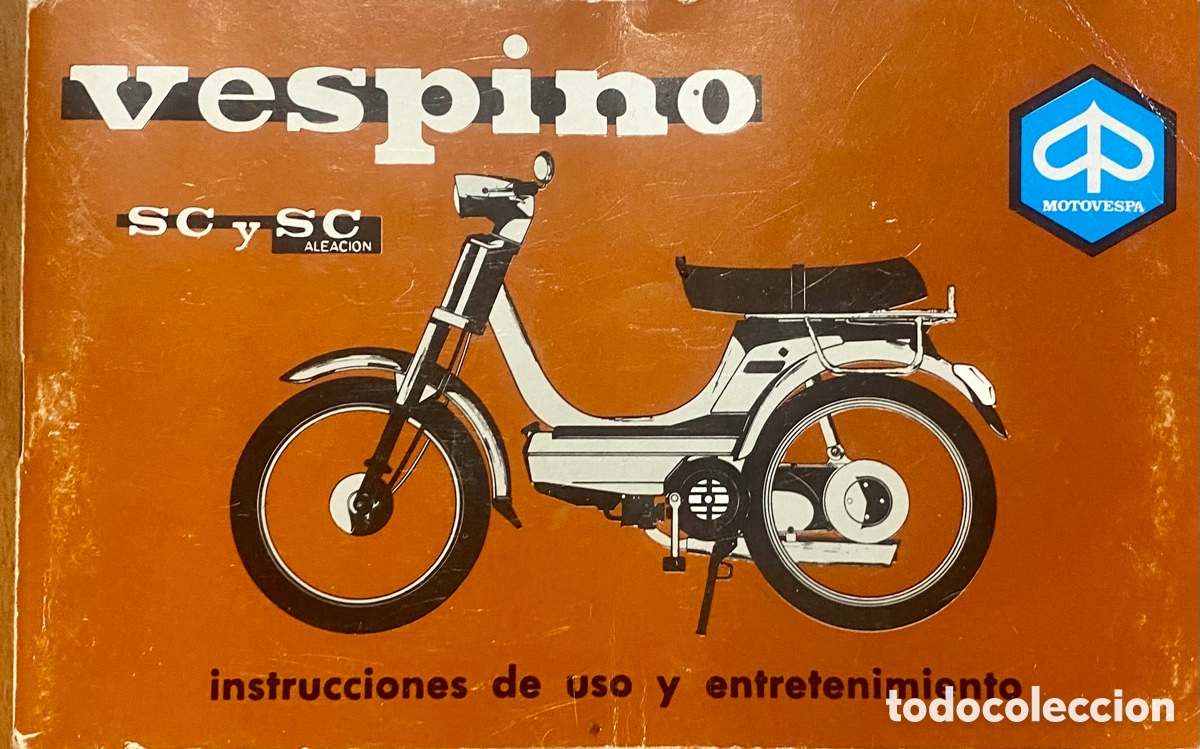 vespino
MOTOVESPA
SC y SC
ALEACION
instrucciones de uso y entretenimiento
todocoleccion